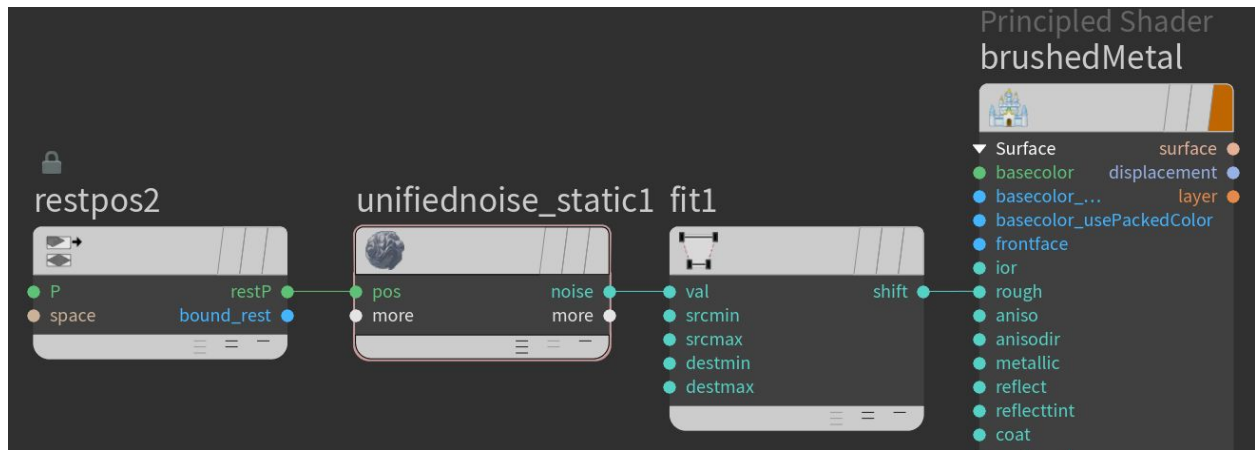 Principled Shader
brushedMetal
Surface surface
basecolor displacement
basecolor_... layer
basecolor_usePackedColor
frontface
ior
rough
aniso
anisodir
metallic
reflect
reflecttint
coat
restpos2
P restP
space bound_rest
unifiednoise_static1
pos noise
more more
fit1
val shift
srcmin
srcmax
destmin
destmax